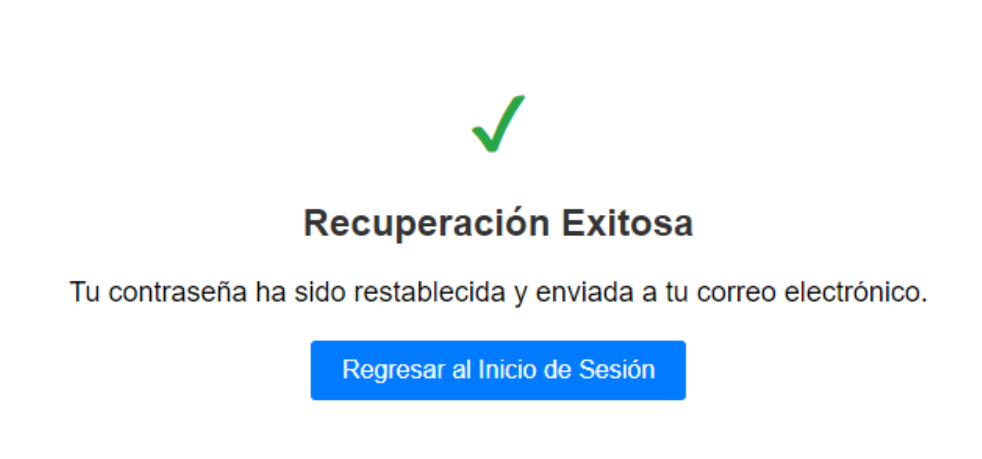 Recuperación Exitosa
Tu contraseña ha sido restablecida y enviada a tu correo electrónico.
Regresar al Inicio de Sesión